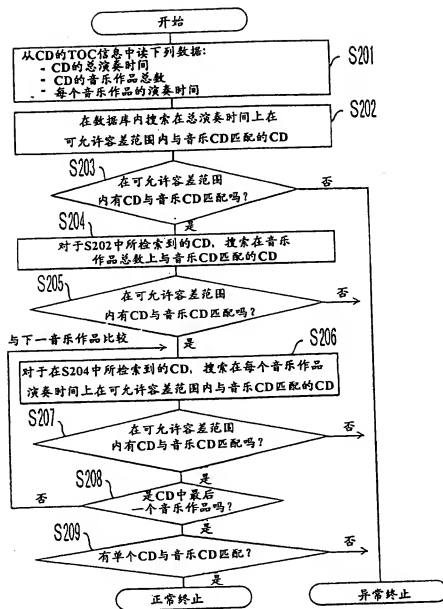 开始
从CD的TOC信息中读下列数据:
- CD的总演奏时间
- CD的音乐作品总数
- 每个音乐作品的演奏时间
S201
在数据库内搜索在总演奏时间上在
可允许容差范围内与音乐CD匹配的CD
S202
S203
在可允许容差范围
内有CD与音乐CD匹配吗?
否
是
S204
对于S202中所检索到的CD, 搜索在音乐
作品总数上与音乐CD匹配的CD
S205
在可允许容差范围
内有CD与音乐CD匹配吗?
否
是
与下一音乐作品比较
S206
对于在S204中所检索到的CD, 搜索在每个音乐作品
演奏时间上在可允许容差范围内与音乐CD匹配的CD
S207
在可允许容差范围
内有CD与音乐CD匹配吗?
否
是
S208
是CD中最后
一个音乐作品吗?
否
是
S209
有单个CD与音乐CD匹配?
否
是
正常终止
异常终止